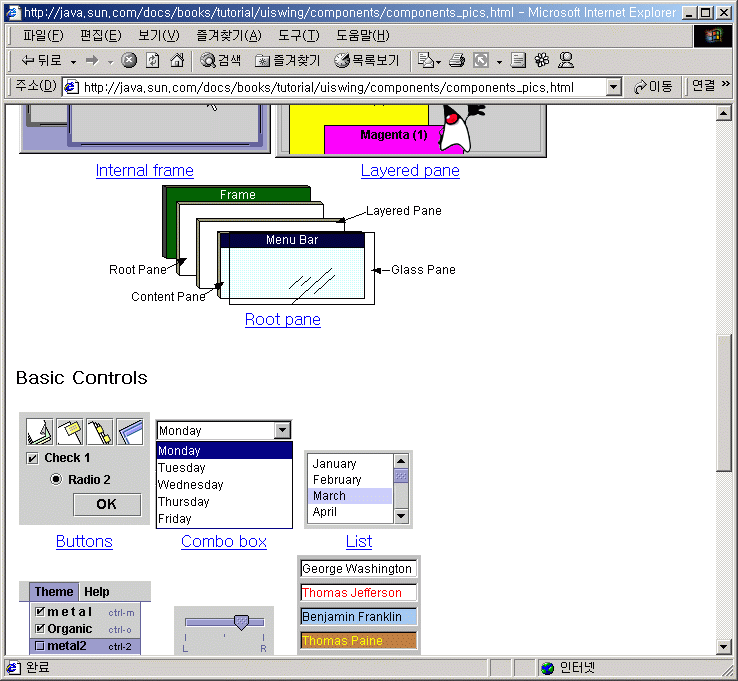 http://java.sun.com/docs/books/tutorial/uiswing/components/components_pics.html - Microsoft Internet Explorer
파일(F) 편집(E) 보기(V) 즐겨찾기(A) 도구(T) 도움말(H)
뒤로 검색 즐겨찾기 목록보기
주소(D) http://java.sun.com/docs/books/tutorial/uiswing/components/components_pics.html 이동 연결 »
Magenta (1)
Internal frame Layered pane
Frame
Layered Pane
Menu Bar
Root Pane Glass Pane
Content Pane
Root pane
Basic Controls
Monday
Monday
Check 1
Tuesday
January
Radio 2
Wednesday
February
March
OK
Thursday
April
Friday
Buttons Combo box List
George Washington
Theme Help
Thomas Jefferson
metal ctrl-m
Benjamin Franklin
Organic ctrl-o
Thomas Paine
metal2 ctrl-2
L R
완료 인터넷